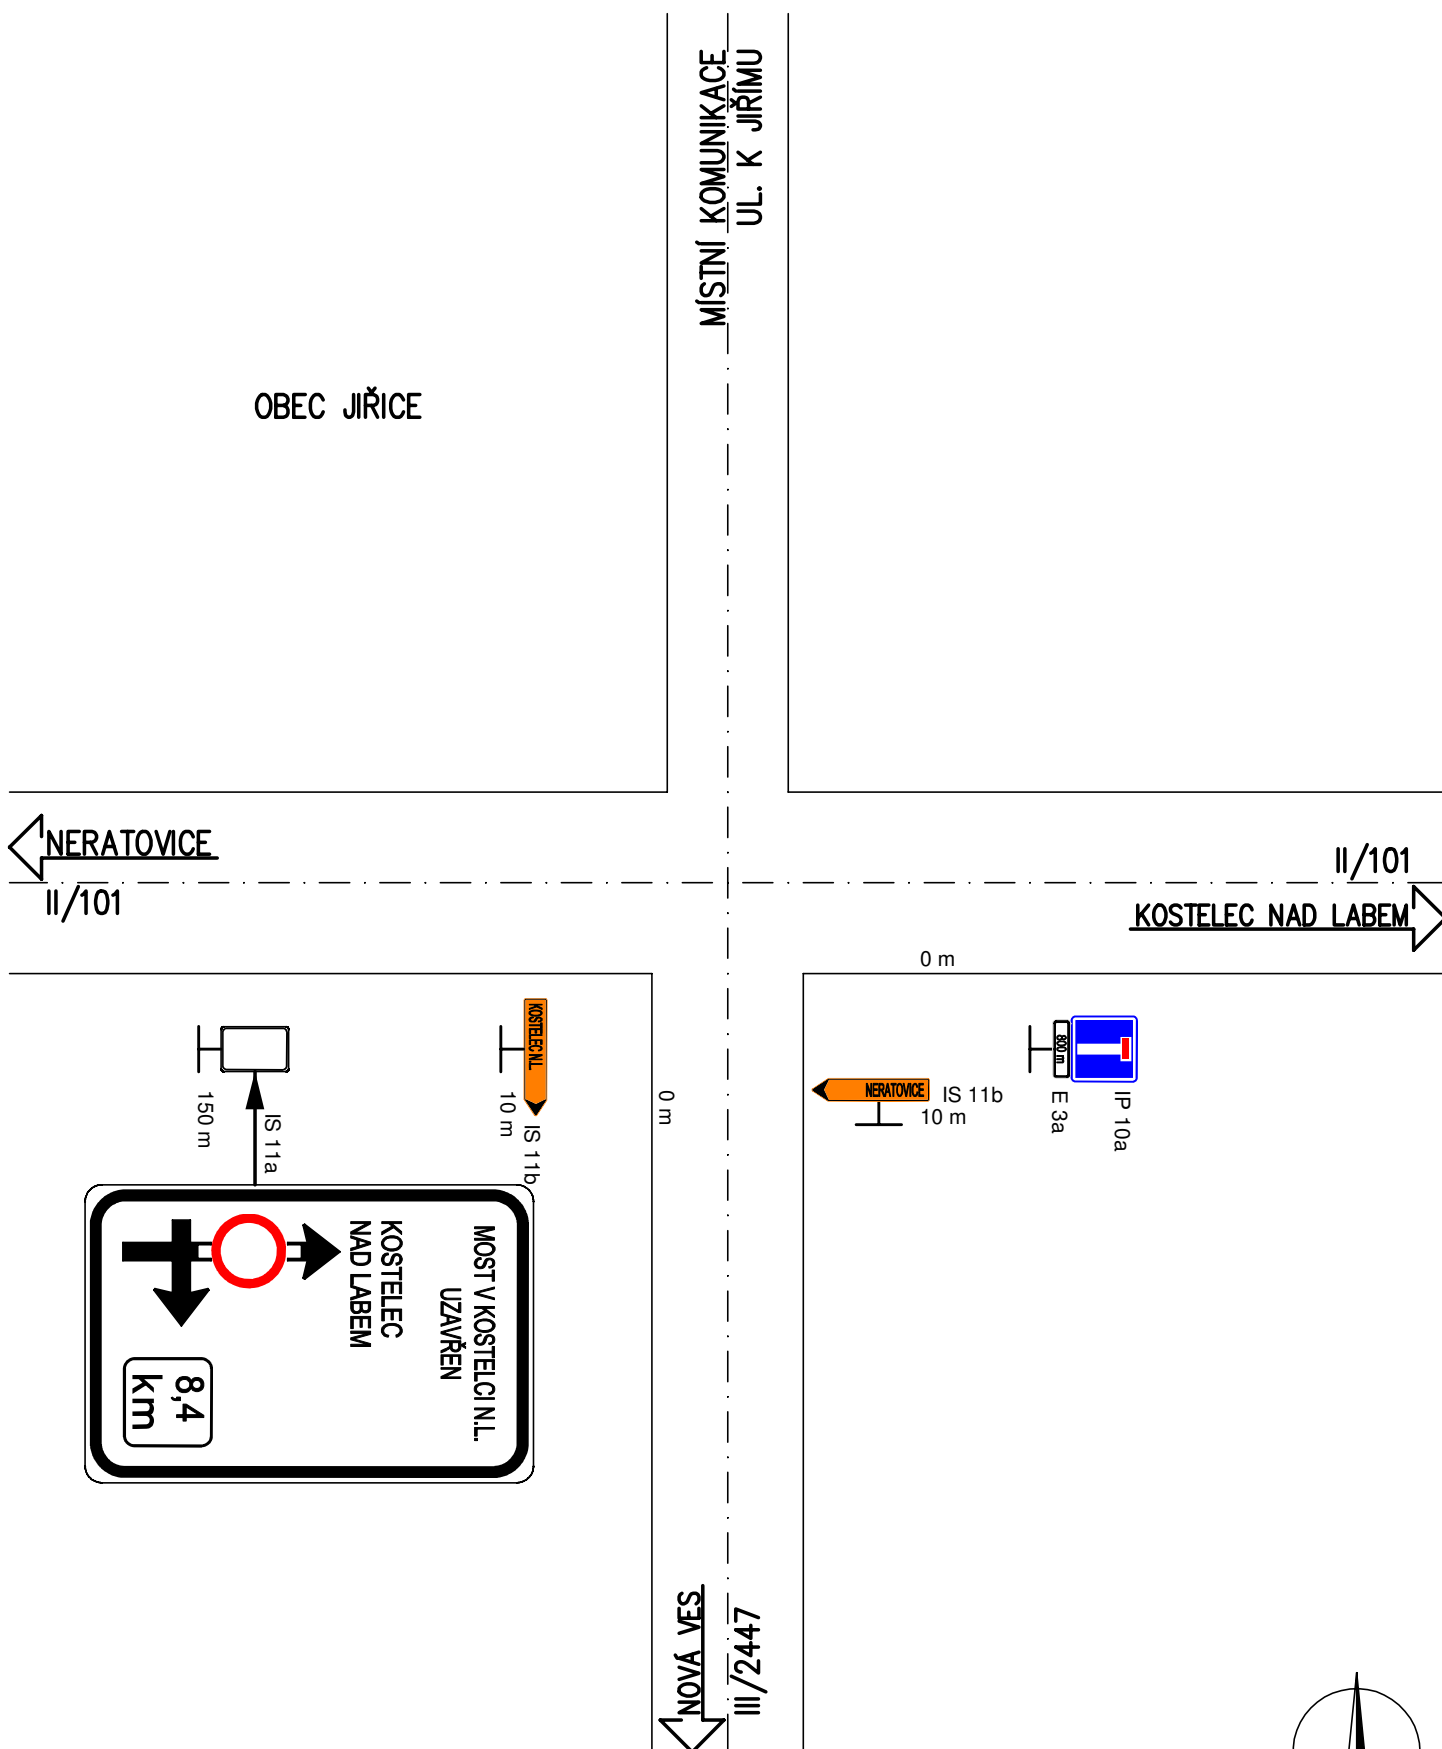 MÍSTNÍ KOMUNIKACE
UL. K JIŘÍMU
OBEC JIŘICE
NERATOVICE
II/101
II/101
KOSTELEC NAD LABEM
0 m
KOSTELEC N.L.
IS 11b
10 m
0 m
NERATOVICE
IS 11b
10 m
800 m
E 3a
IP 10a
150 m
IS 11a
MOST V KOSTELCI N.L.
UZAVŘEN
KOSTELEC
NAD LABEM
8,4
km
NOVÁ VES
III/2447